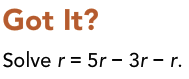 Got It?
Solve r = 5r − 3r − r.